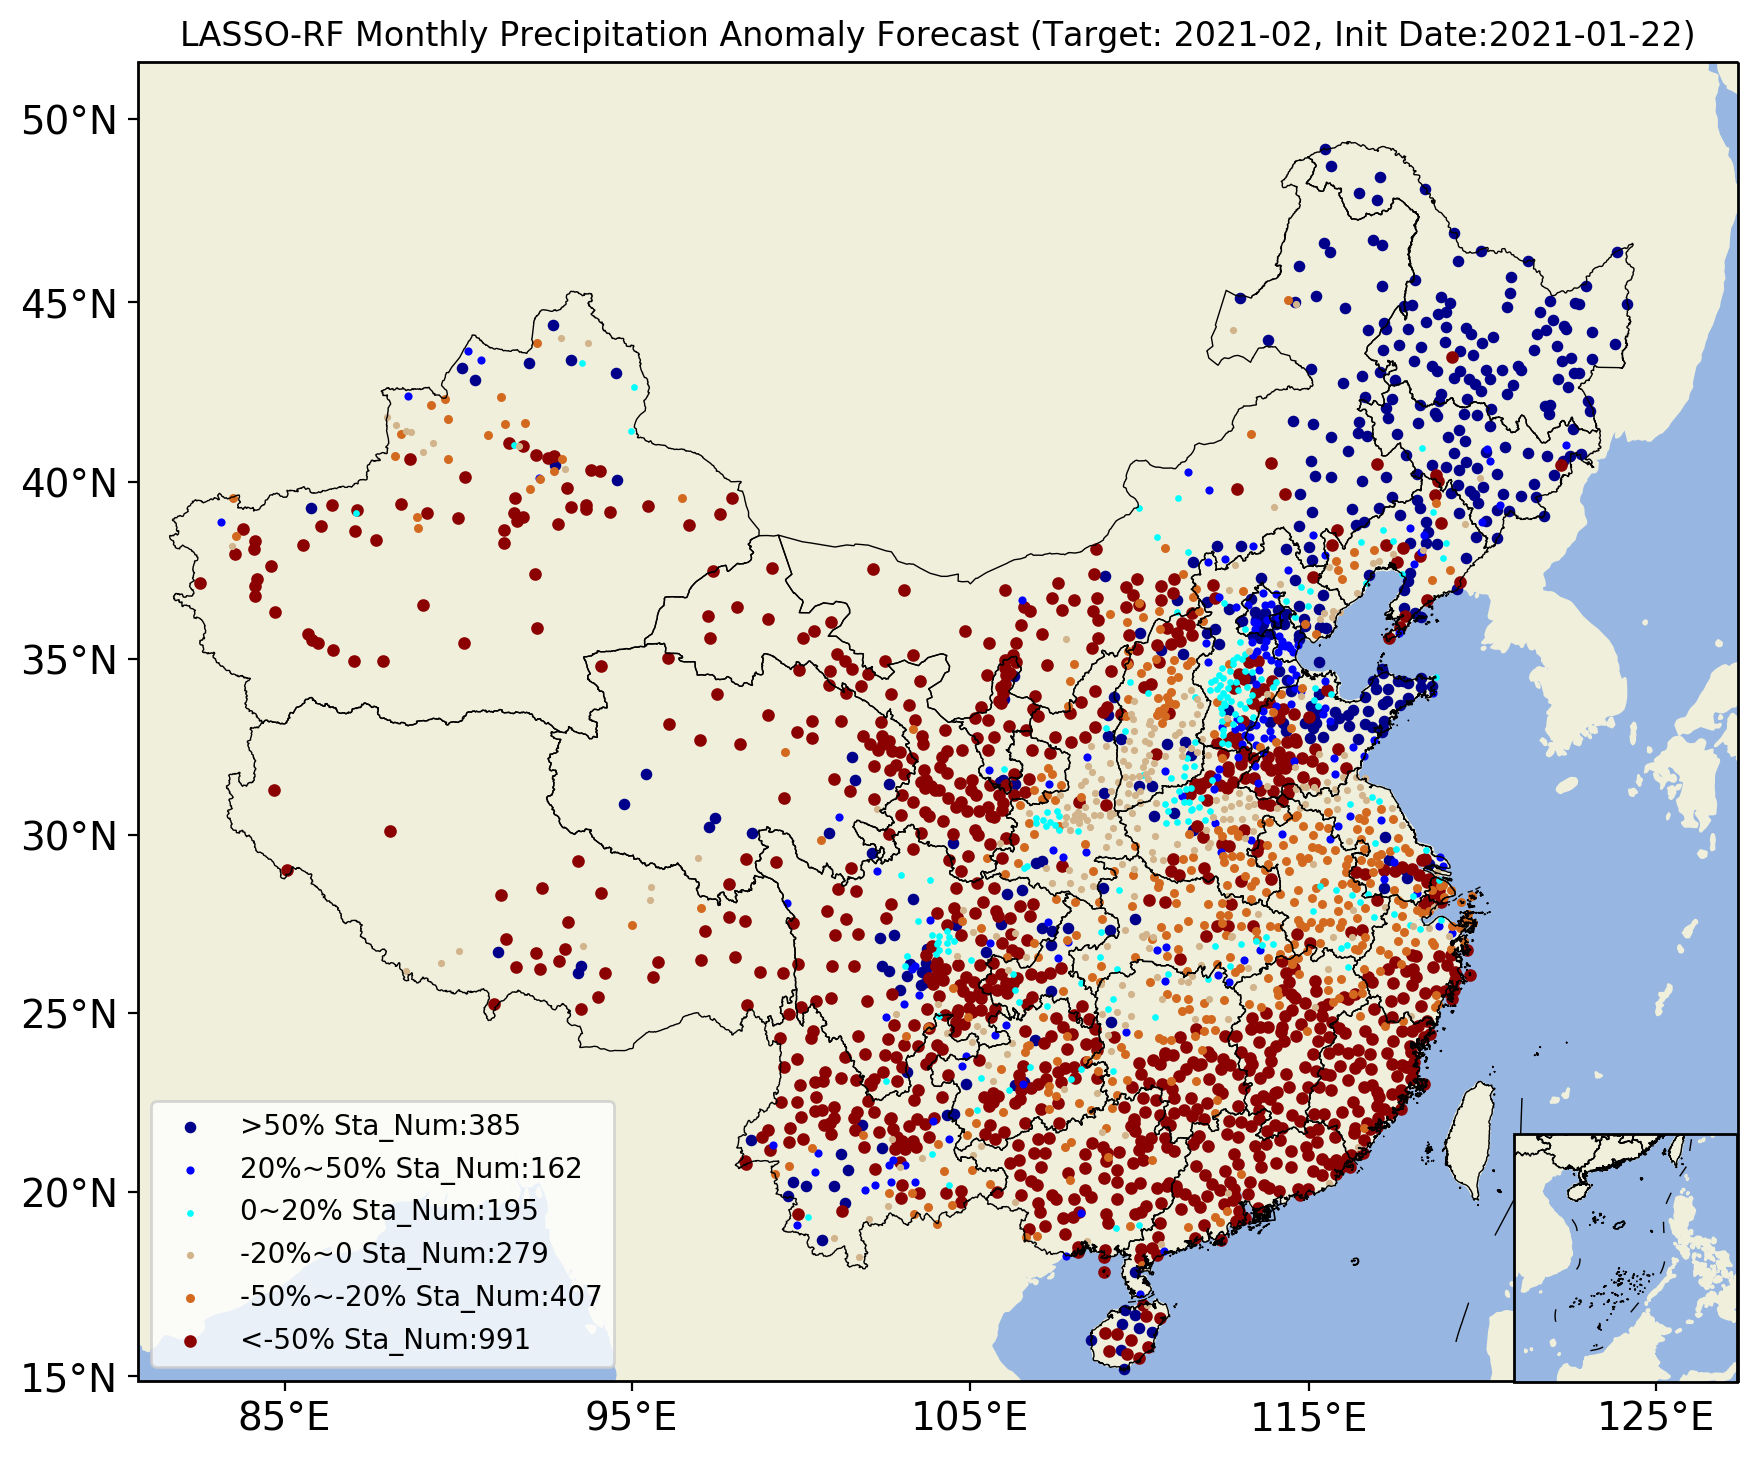 LASSO-RF Monthly Precipitation Anomaly Forecast (Target: 2021-02, Init Date:2021-01-22)
50°N
45°N
40°N
35°N
30°N
25°N
20°N
15°N
>50% Sta_Num:385
20%~50% Sta_Num:162
0~20% Sta_Num:195
-20%~0 Sta_Num:279
-50%~-20% Sta_Num:407
<-50% Sta_Num:991
85°E
95°E
105°E
115°E
125°E